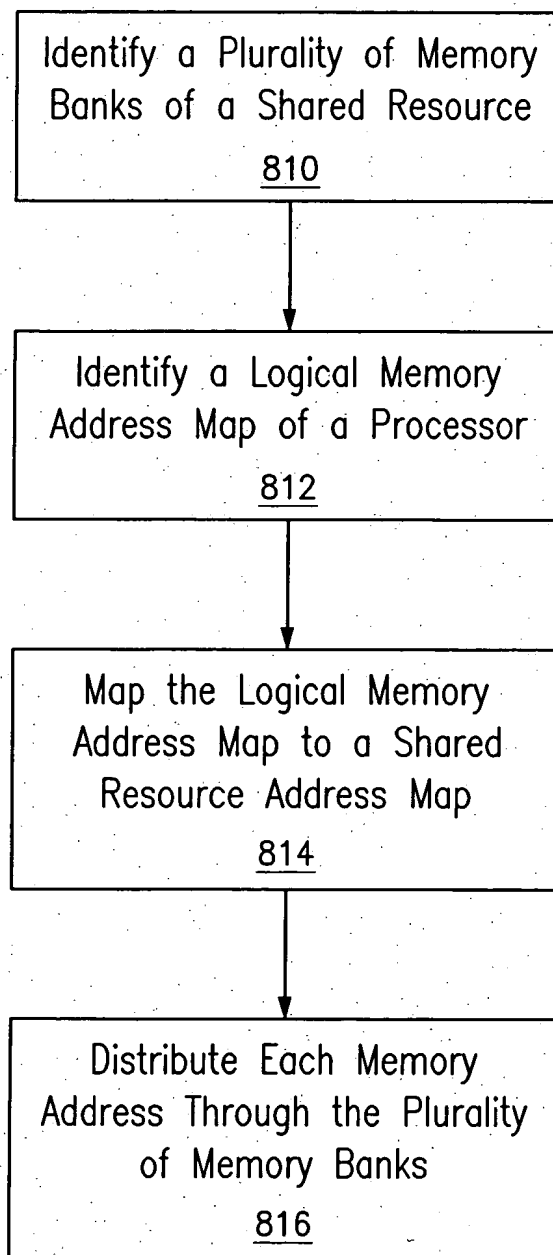 Identify a Plurality of Memory
Banks of a Shared Resource
810
Identify a Logical Memory
Address Map of a Processor
812
Map the Logical Memory
Address Map to a Shared
Resource Address Map
814
Distribute Each Memory
Address Through the Plurality
of Memory Banks
816